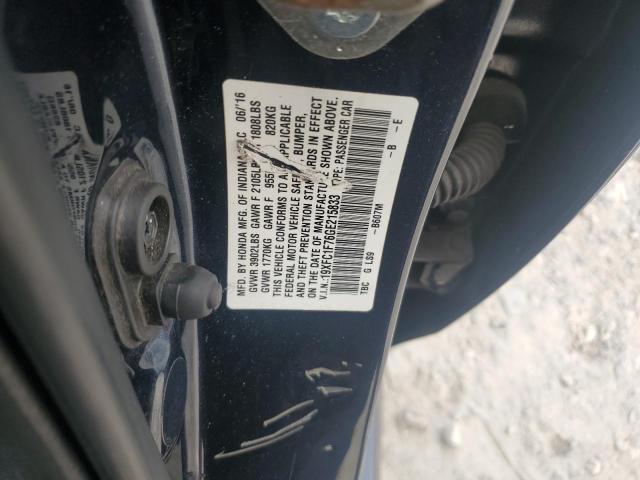 MFD. BY HONDA MFG. OF INDIANA LLC 06/16
GVWR 3902LBS GAWR F 2105LBS 1808LBS
GVWR 1770KG GAWR F 955 820KG
THIS VEHICLE CONFORMS TO ALL APPLICABLE
FEDERAL MOTOR VEHICLE SAFETY, BUMPER,
AND THEFT PREVENTION STANDARDS IN EFFECT
ON THE DATE OF MANUFACTURE SHOWN ABOVE.
V.I.N.:19XFC1F76GE215833 TYPE: PASSENGER CAR
-B607M -B -E
TBC G LS9